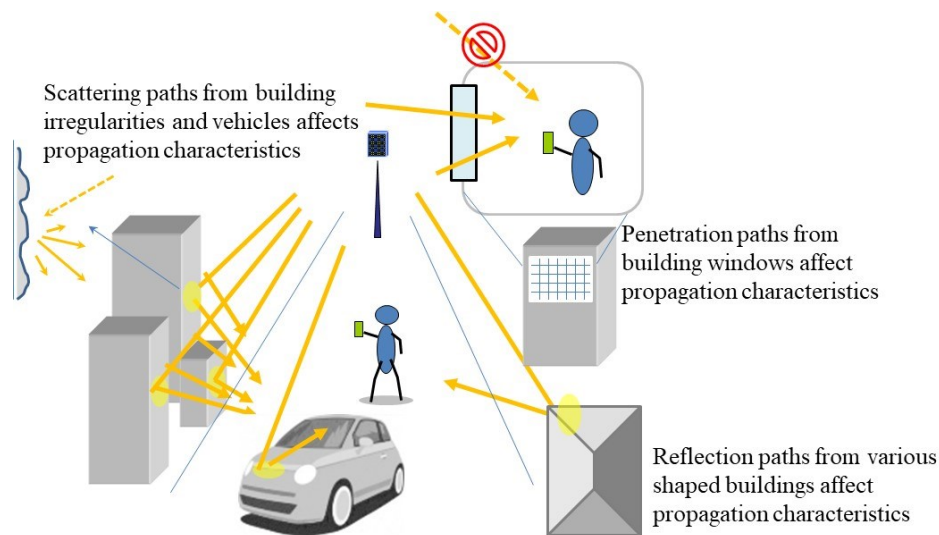 Scattering paths from building
irregularities and vehicles affects
propagation characteristics
Penetration paths from
building windows affect
propagation characteristics
Reflection paths from various
shaped buildings affect
propagation characteristics